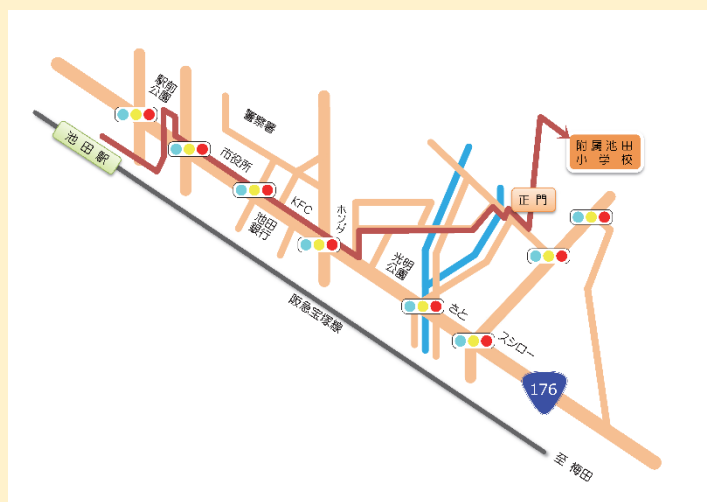 駅前
公園
警察署
池田駅
市役所
KFC
池田
銀行
ホンダ
附属池田
小学校
正門
光明
公園
さと
スシロー
阪急宝塚線
176
至 梅田